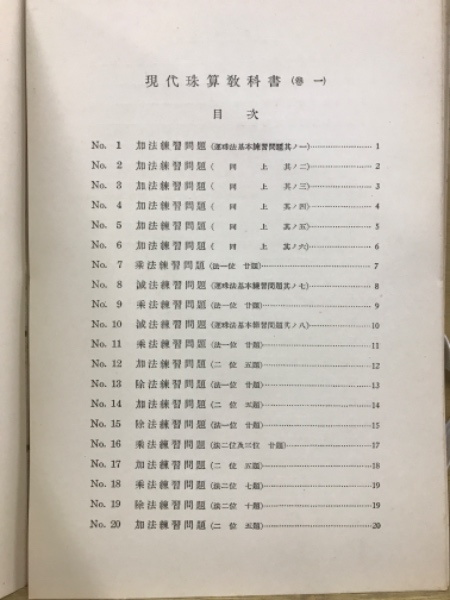 現代珠算教科書（卷一）
目次
No. 1 加法練習問題（運珠法基本練習問題其ノ一）…………1
No. 2 加法練習問題（同上其ノ二）…………2
No. 3 加法練習問題（同上其ノ三）…………3
No. 4 加法練習問題（同上其ノ四）…………4
No. 5 加法練習問題（同上其ノ五）…………5
No. 6 加法練習問題（同上其ノ六）…………6
No. 7 乘法練習問題（法一位 廿題）…………7
No. 8 減法練習問題（運珠法基本練習問題其ノ七）…………8
No. 9 乘法練習問題（法一位 廿題）…………9
No. 10 減法練習問題（運珠法基本練習問題其ノ八）…………10
No. 11 乘法練習問題（法一位 廿題）…………11
No. 12 加法練習問題（二位 五題）…………12
No. 13 除法練習問題（法一位 廿題）…………13
No. 14 加法練習問題（二位 五題）…………14
No. 15 除法練習問題（法一位 廿題）…………15
No. 16 乘法練習問題（法二位及三位 廿題）…………17
No. 17 加法練習問題（二位 五題）…………18
No. 18 乘法練習問題（法二位 七題）…………19
No. 19 除法練習問題（法二位 十題）…………19
No. 20 加法練習問題（二位 五題）…………20